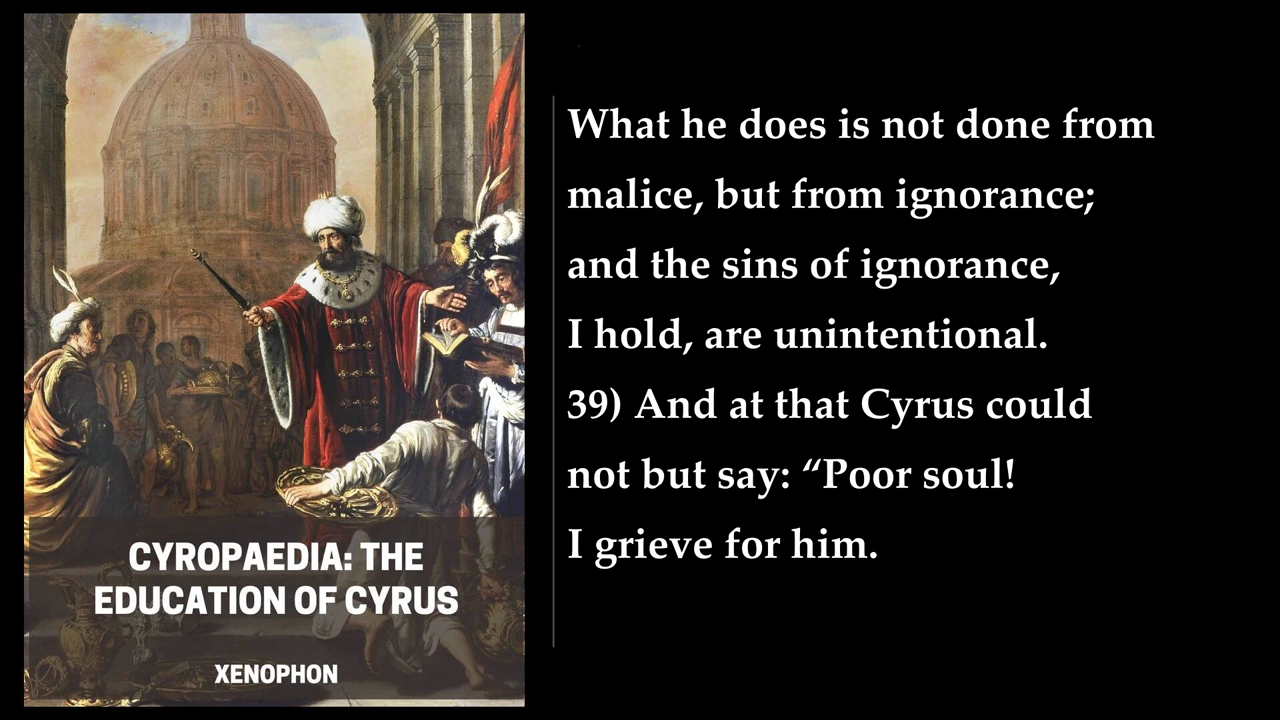 What he does is not done from
malice, but from ignorance;
and the sins of ignorance,
I hold, are unintentional.
39) And at that Cyrus could
not but say: “Poor soul!
I grieve for him.
CYROPAEDIA: THE
EDUCATION OF CYRUS
XENOPHON